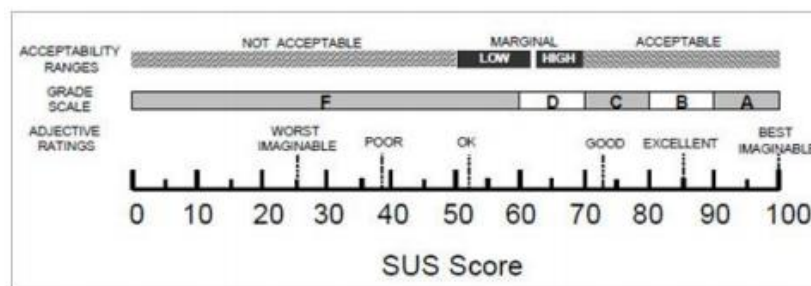 NOT ACCEPTABLE MARGINAL ACCEPTABLE
ACCEPTABILITY RANGES
LOW HIGH
GRADE SCALE
F D C B A
ADJECTIVE RATINGS
WORST IMAGINABLE POOR OK GOOD EXCELLENT BEST IMAGINABLE
0 10 20 30 40 50 60 70 80 90 100
SUS Score